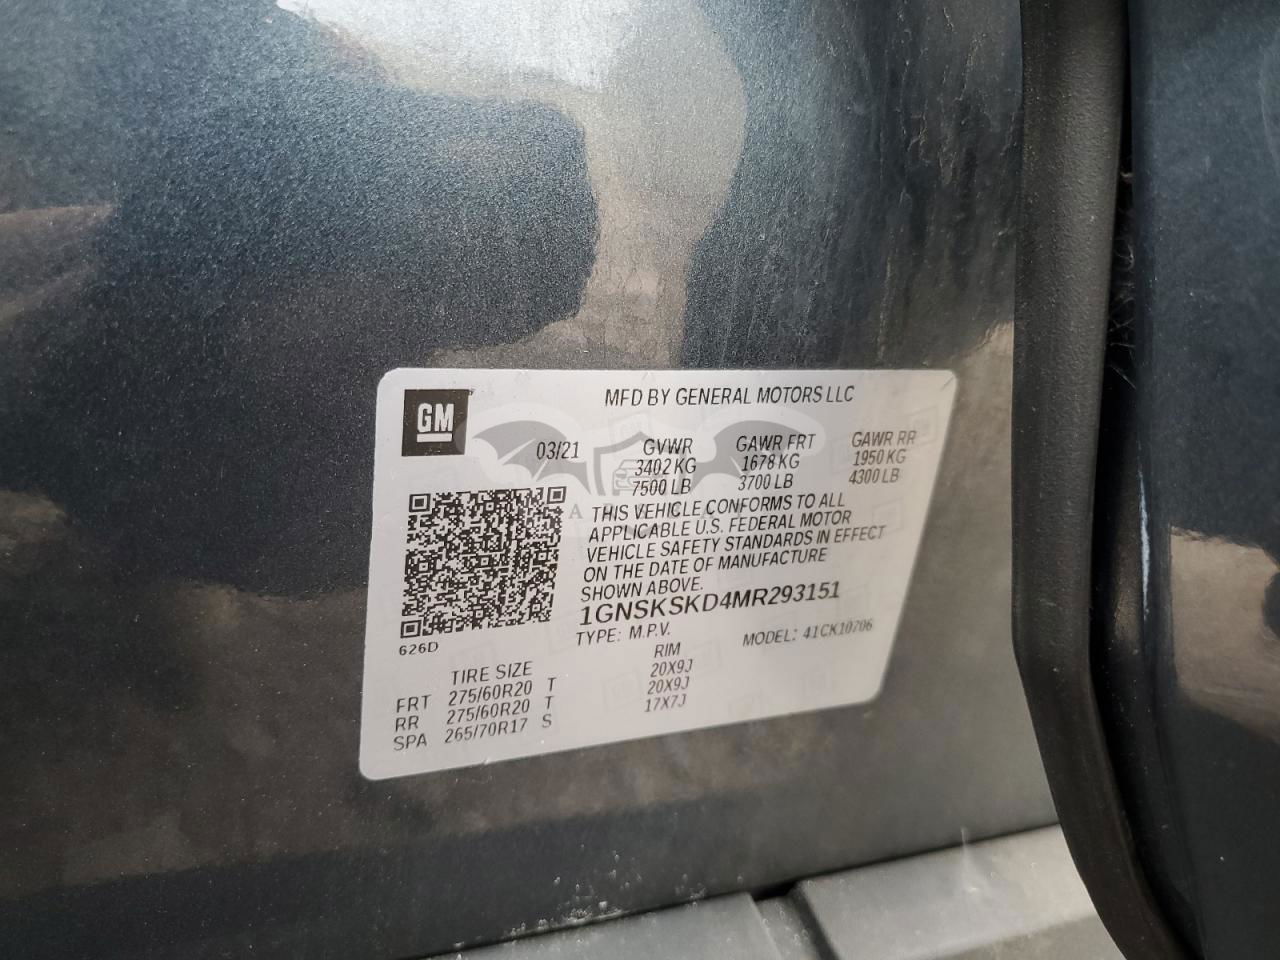 GM
MFD BY GENERAL MOTORS LLC
03/21 GVWR GAWR FRT GAWR RR
3402 KG 1678 KG 1950 KG
7500 LB 3700 LB 4300 LB
THIS VEHICLE CONFORMS TO ALL
APPLICABLE U.S. FEDERAL MOTOR
VEHICLE SAFETY STANDARDS IN EFFECT
ON THE DATE OF MANUFACTURE
SHOWN ABOVE.
1GNSKSKD4MR293151
TYPE: M.P.V. MODEL: 41CK10706
626D
TIRE SIZE RIM
FRT 275/60R20 T 20X9J
RR 275/60R20 T 20X9J
SPA 265/70R17 S 17X7J